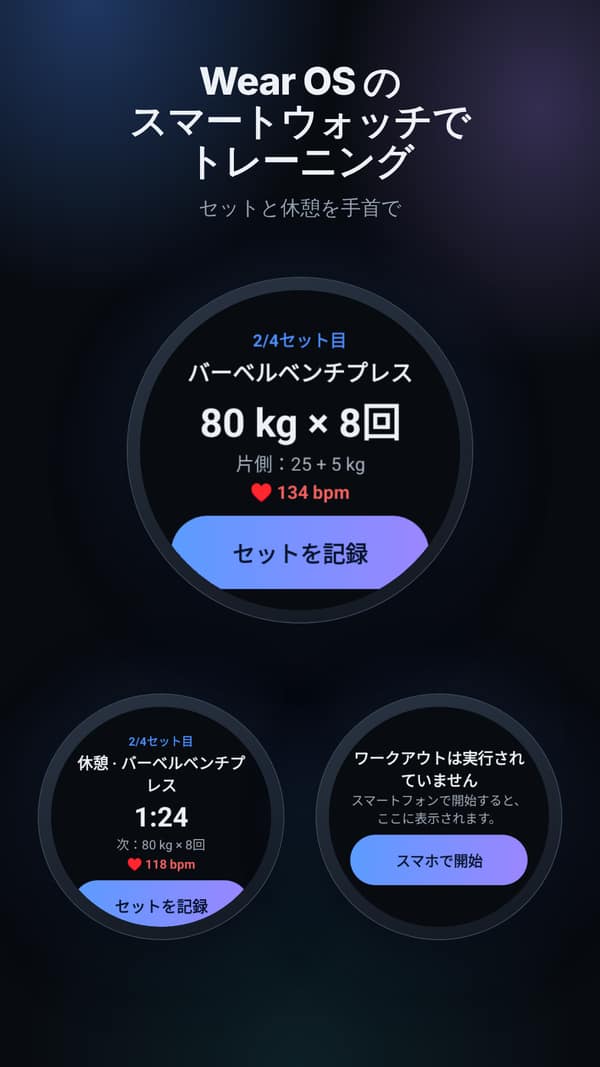 Wear OS の
スマートウォッチで
トレーニング
セットと休憩を手首で
2/4セット目
バーベルベンチプレス
80 kg × 8回
片側：25 + 5 kg
134 bpm
セットを記録
2/4セット目
休憩 · バーベルベンチプ
レス
1:24
次：80 kg × 8回
118 bpm
セットを記録
ワークアウトは実行され
ていません
スマートフォンで開始すると、
ここに表示されます。
スマホで開始